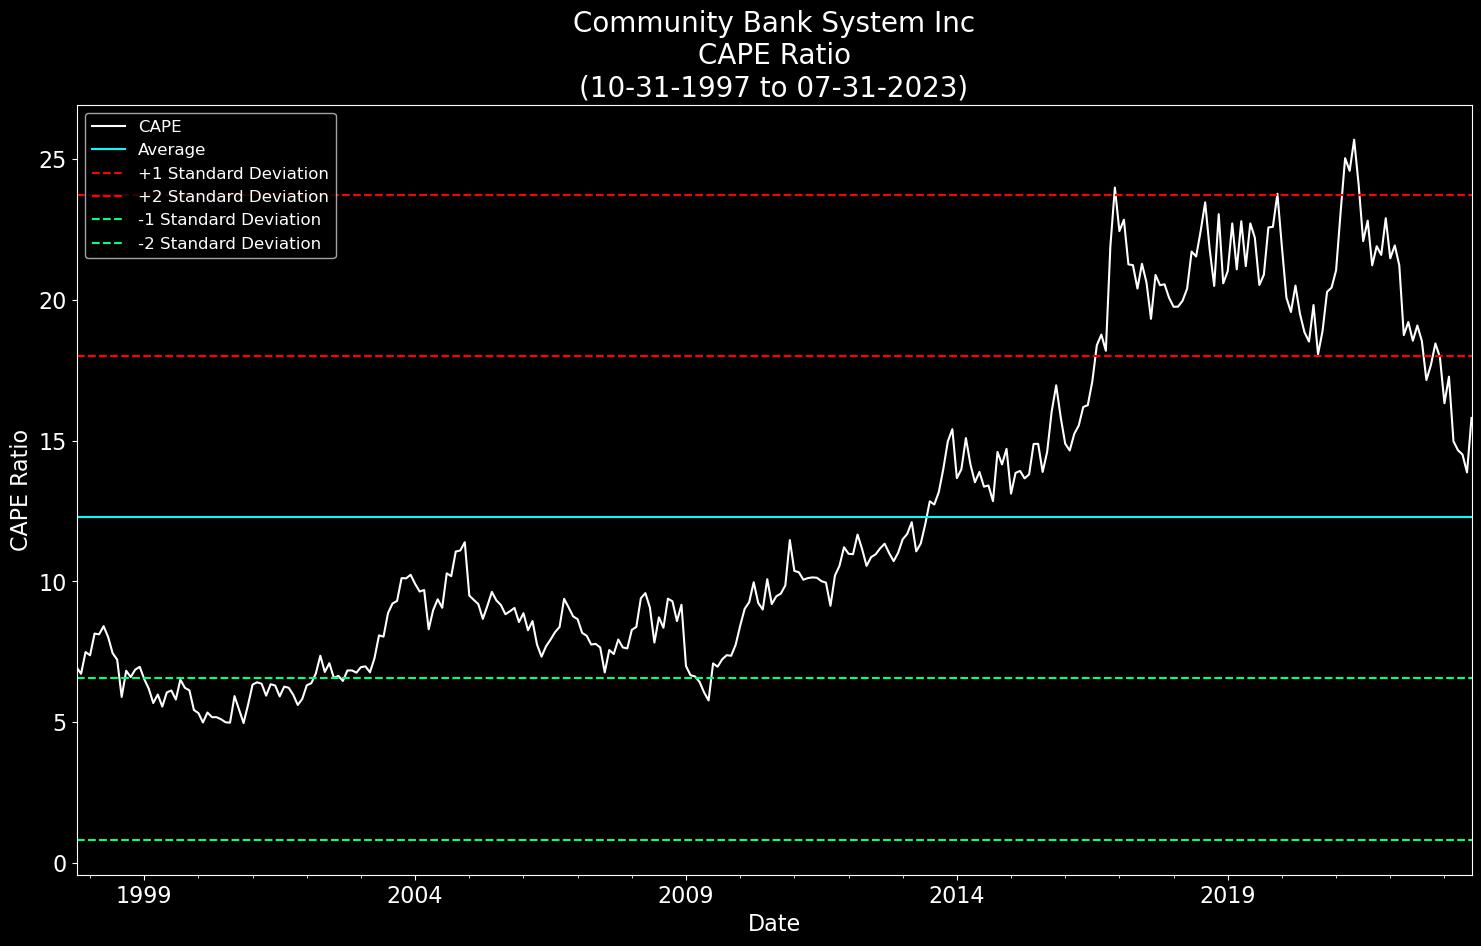 Community Bank System Inc
CAPE Ratio
(10-31-1997 to 07-31-2023)
CAPE
Average
+1 Standard Deviation
+2 Standard Deviation
-1 Standard Deviation
-2 Standard Deviation
25
20
15
10
5
0
CAPE Ratio
1999 2004 2009 2014 2019
Date